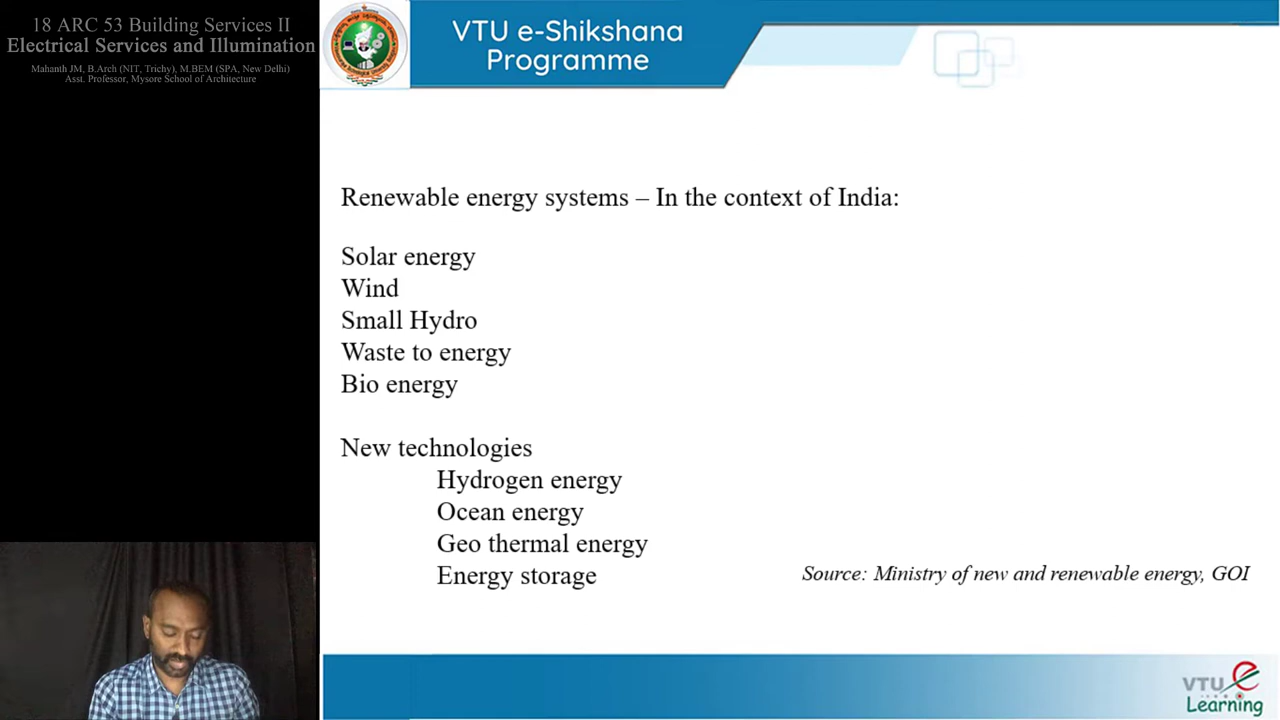 18 ARC 53 Building Services II
Electrical Services and Illumination
Mahanth JM, B.Arch (NIT, Trichy), M.BEM (SPA, New Delhi)
Asst. Professor, Mysore School of Architecture
VTU e-Shikshana
Programme
Renewable energy systems – In the context of India:
Solar energy
Wind
Small Hydro
Waste to energy
Bio energy
New technologies
Hydrogen energy
Ocean energy
Geo thermal energy
Energy storage
Source: Ministry of new and renewable energy, GOI
VTU e
Learning